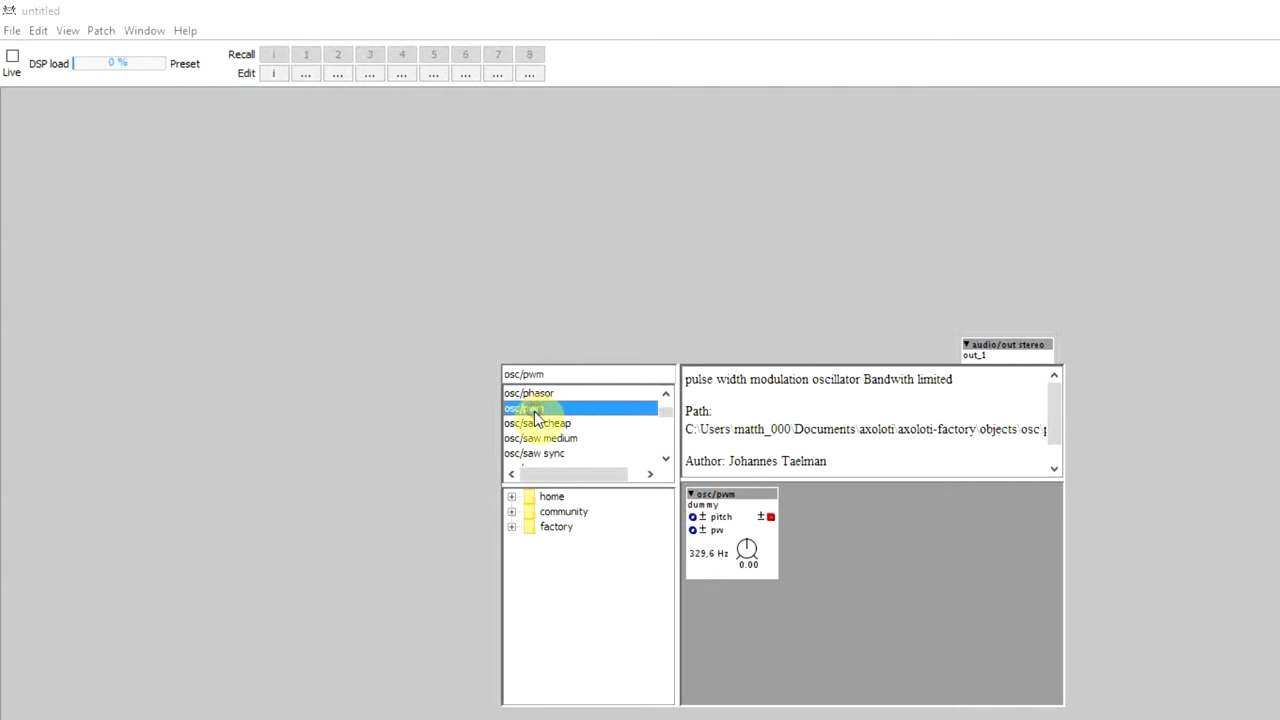 untitled
File Edit View Patch Window Help
Live
DSP load 0 % Preset
Recall i 1 2 3 4 5 6 7 8
Edit i ... ... ... ... ... ... ... ...
audio/out stereo
out_1
osc/pwm
osc/phasor
osc/pwm
osc/saw cheap
osc/saw medium
osc/saw sync
home
community
factory
pulse width modulation oscillator Bandwith limited
Path:
C:\Users\matth_000\Documents\axoloti\axoloti-factory\objects\osc\p
Author: Johannes Taelman
osc/pwm
dummy
± pitch ±
± pw
329,6 Hz
0.00